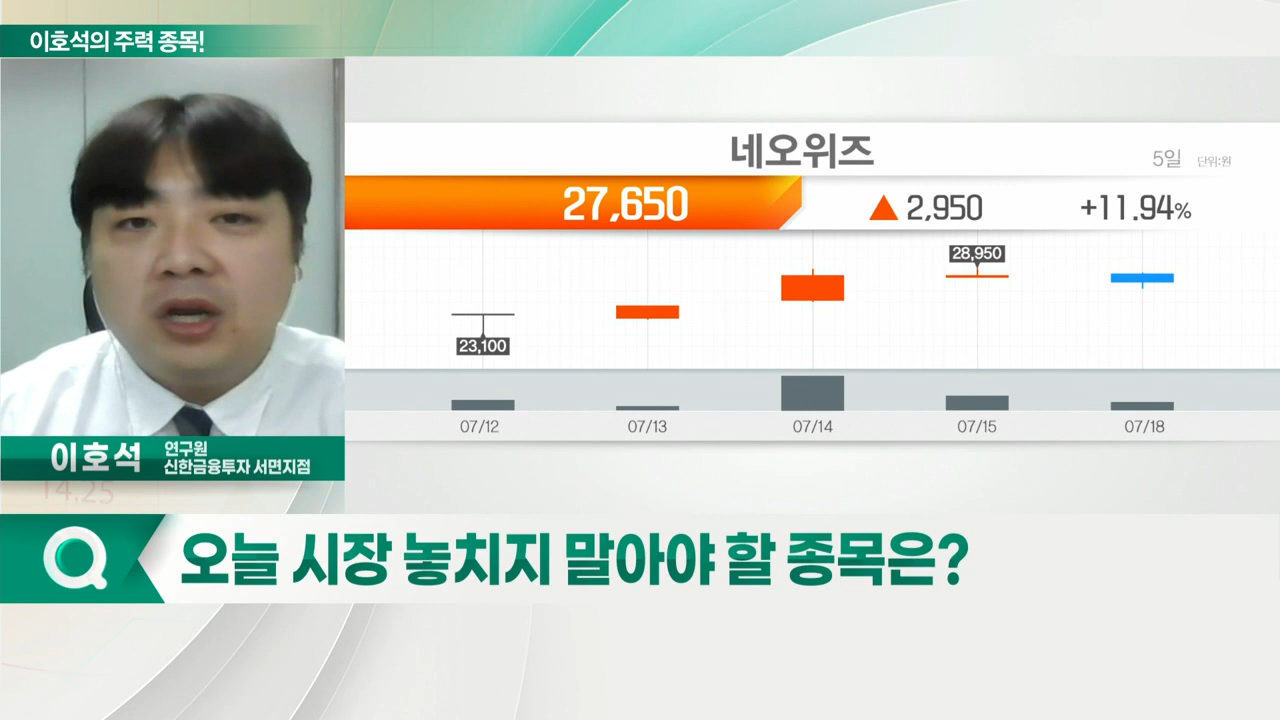 이호석의 주력 종목!
네오위즈
5일 단위:원
27,650 ▲ 2,950 +11.94%
28,950
23,100
07/12 07/13 07/14 07/15 07/18
이호석 연구원
신한금융투자 서면지점
14.25
오늘 시장 놓치지 말아야 할 종목은?